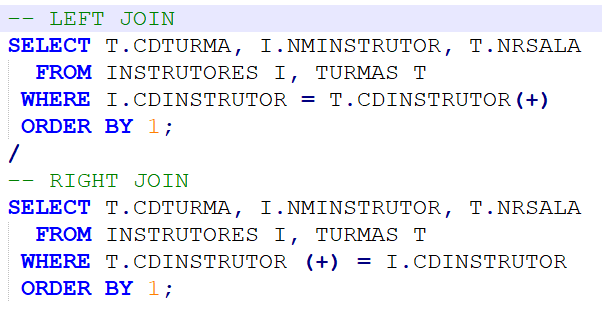 -- LEFT JOIN
SELECT T.CDTURMA, I.NMINSTRUTOR, T.NRSALA
FROM INSTRUTORES I, TURMAS T
WHERE I.CDINSTRUTOR = T.CDINSTRUTOR(+)
ORDER BY 1;
/
-- RIGHT JOIN
SELECT T.CDTURMA, I.NMINSTRUTOR, T.NRSALA
FROM INSTRUTORES I, TURMAS T
WHERE T.CDINSTRUTOR (+) = I.CDINSTRUTOR
ORDER BY 1;